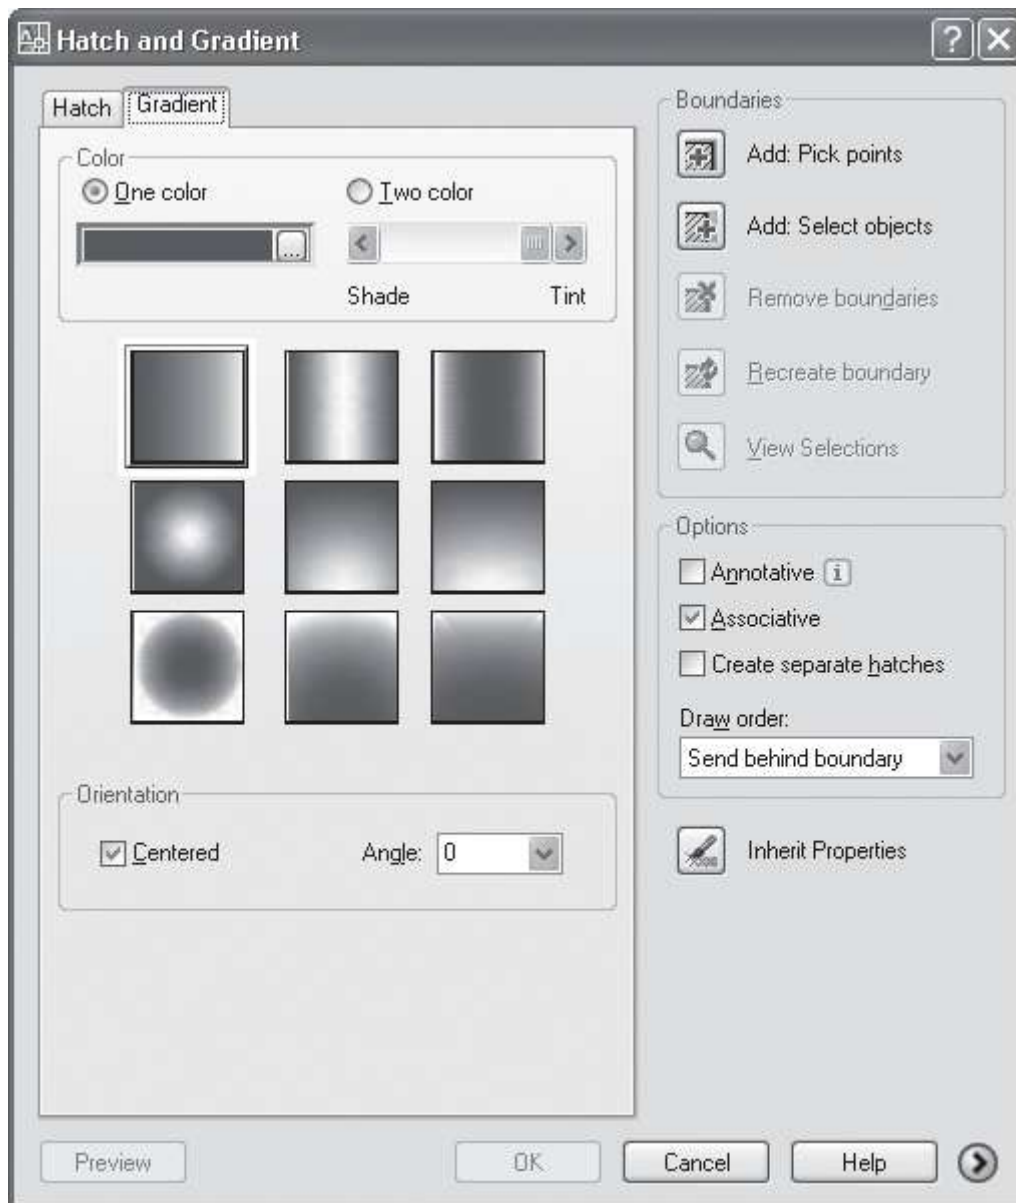 Hatch and Gradient
Hatch
Gradient
Color
One color
Two color
...
Shade
Tint
Orientation
Centered
Angle: 0
Boundaries
Add: Pick points
Add: Select objects
Remove boundaries
Recreate boundary
View Selections
Options
Annotative
Associative
Create separate hatches
Draw order:
Send behind boundary
Inherit Properties
Preview
OK
Cancel
Help